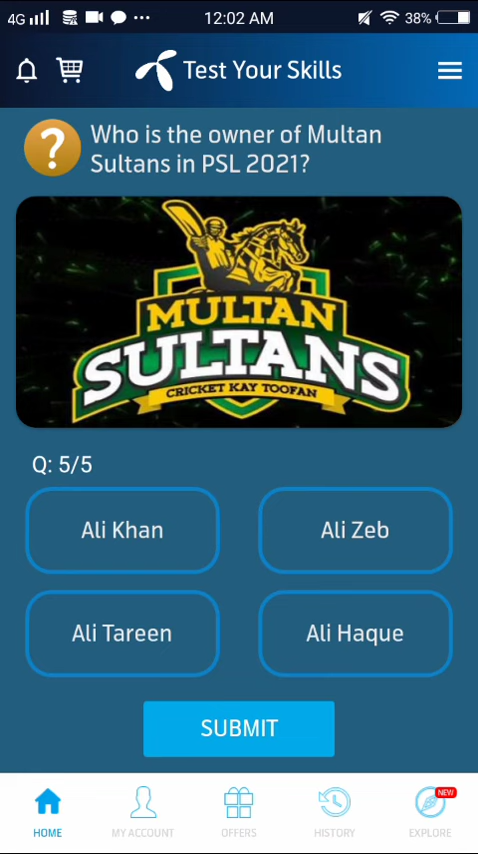 4G 12:02 AM 38%
Test Your Skills
Who is the owner of Multan
Sultans in PSL 2021?
MULTAN
SULTANS
CRICKET KAY TOOFAN
Q: 5/5
Ali Khan
Ali Zeb
Ali Tareen
Ali Haque
SUBMIT
NEW
HOME MY ACCOUNT OFFERS HISTORY EXPLORE